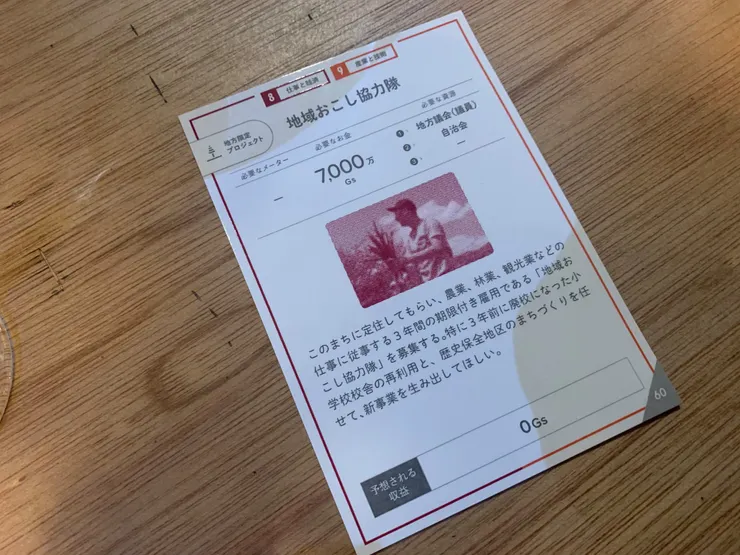 8 仕事と経済
9 産業と技術
地域おこし協力隊
地方限定
プロジェクト
必要なメーター
必要なお金
必要な資源
—
7,000万
Gs
1. 地方議会(議員)
2. 自治会
3. —
このまちに定住してもらい、農業、林業、観光業などの
仕事に従事する3年間の期限付き雇用である「地域お
こし協力隊」を募集する。特に3年前に廃校になった小
学校校舎の再利用と、歴史保全地区のまちづくりを任
せて、新事業を生み出してほしい。
予想される
収益
0Gs
60